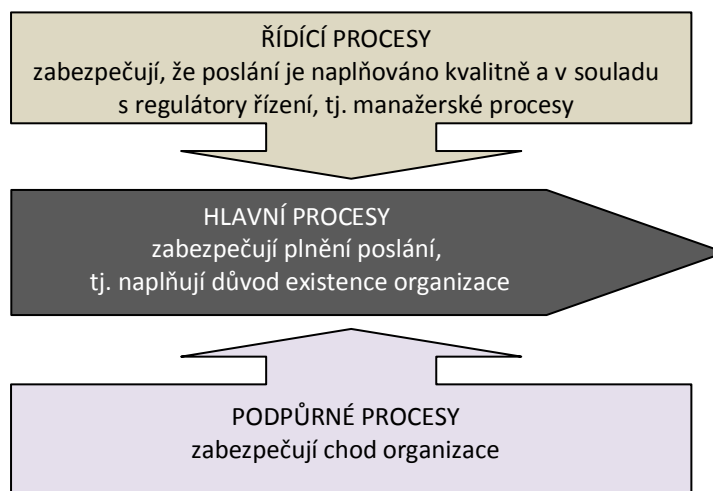 ŘÍDÍCÍ PROCESY
zabezpečují, že poslání je naplňováno kvalitně a v souladu
s regulátory řízení, tj. manažerské procesy
HLAVNÍ PROCESY
zabezpečují plnění poslání,
tj. naplňují důvod existence organizace
PODPŮRNÉ PROCESY
zabezpečují chod organizace